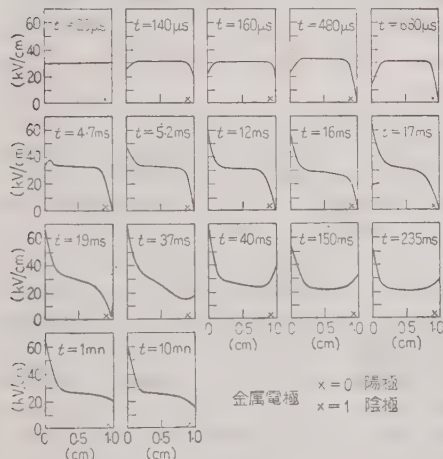 60
40
20
0
(kV/cm)
t=140μs
t=160μs
t=480μs
×
×
×
×
60
40
20
0
(kV/cm)
t=4.7ms
t=5.2ms
t=12ms
t=16ms
t=17ms
×
×
×
×
×
60
40
20
0
(kV/cm)
t=19ms
t=37ms
t=40ms
t=150ms
t=235ms
×
×
×
×
×
0 0.5 1.0
0 0.5 1.0
0 0.5 1.0
(cm)
(cm)
(cm)
60
40
20
0
t=1mn
t=10mn
0 0.5 1.0
0 0.5 1.0
(cm)
(cm)
金属電極
x=0 陽極
x=1 陰極